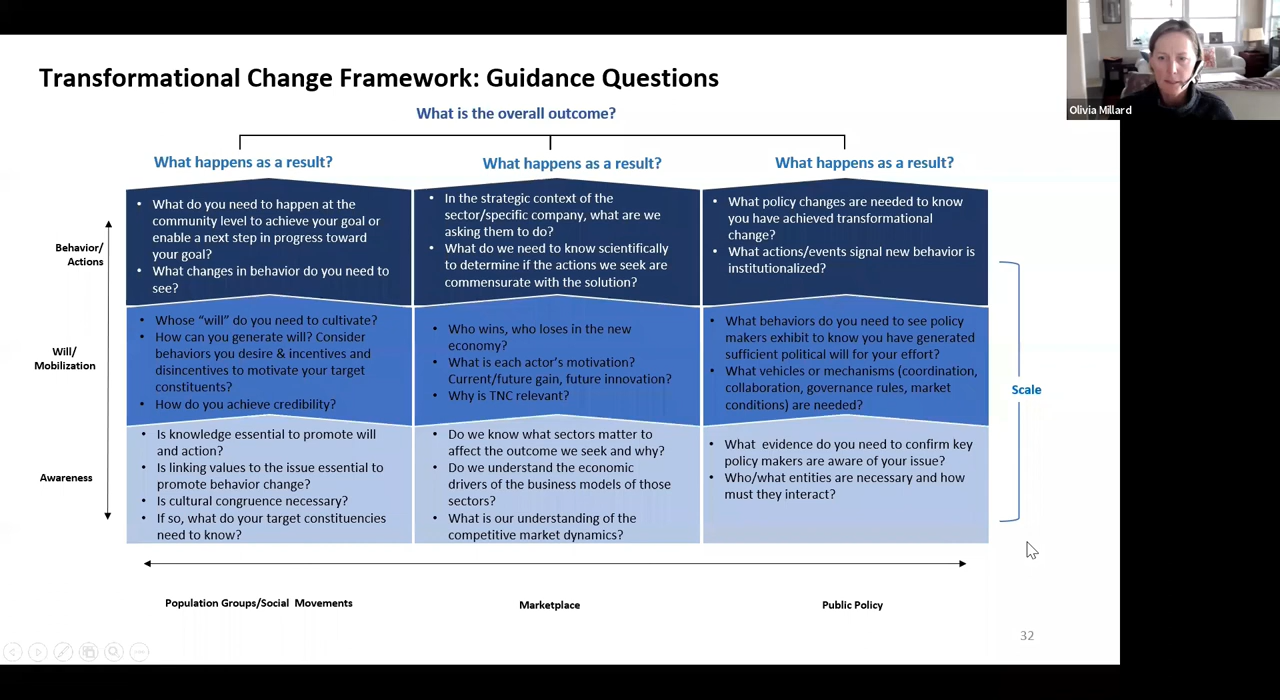 Olivia Millard
Transformational Change Framework: Guidance Questions
What is the overall outcome?
What happens as a result?
What happens as a result?
What happens as a result?
Behavior/
Actions
• What do you need to happen at the
community level to achieve your goal or
enable a next step in progress toward
your goal?
• What changes in behavior do you need to
see?
• In the strategic context of the
sector/specific company, what are we
asking them to do?
• What do we need to know scientifically
to determine if the actions we seek are
commensurate with the solution?
• What policy changes are needed to know
you have achieved transformational
change?
• What actions/events signal new behavior is
institutionalized?
Will/
Mobilization
• Whose “will” do you need to cultivate?
• How can you generate will? Consider
behaviors you desire & incentives and
disincentives to motivate your target
constituents?
• How do you achieve credibility?
• Who wins, who loses in the new
economy?
• What is each actor’s motivation?
Current/future gain, future innovation?
• Why is TNC relevant?
• What behaviors do you need to see policy
makers exhibit to know you have generated
sufficient political will for your effort?
• What vehicles or mechanisms (coordination,
collaboration, governance rules, market
conditions) are needed?
Scale
Awareness
• Is knowledge essential to promote will
and action?
• Is linking values to the issue essential to
promote behavior change?
• Is cultural congruence necessary?
• If so, what do your target constituencies
need to know?
• Do we know what sectors matter to
affect the outcome we seek and why?
• Do we understand the economic
drivers of the business models of those
sectors?
• What is our understanding of the
competitive market dynamics?
• What  evidence do you need to confirm key
policy makers are aware of your issue?
• Who/what entities are necessary and how
must they interact?
Population Groups/Social  Movements
Marketplace
Public Policy
32